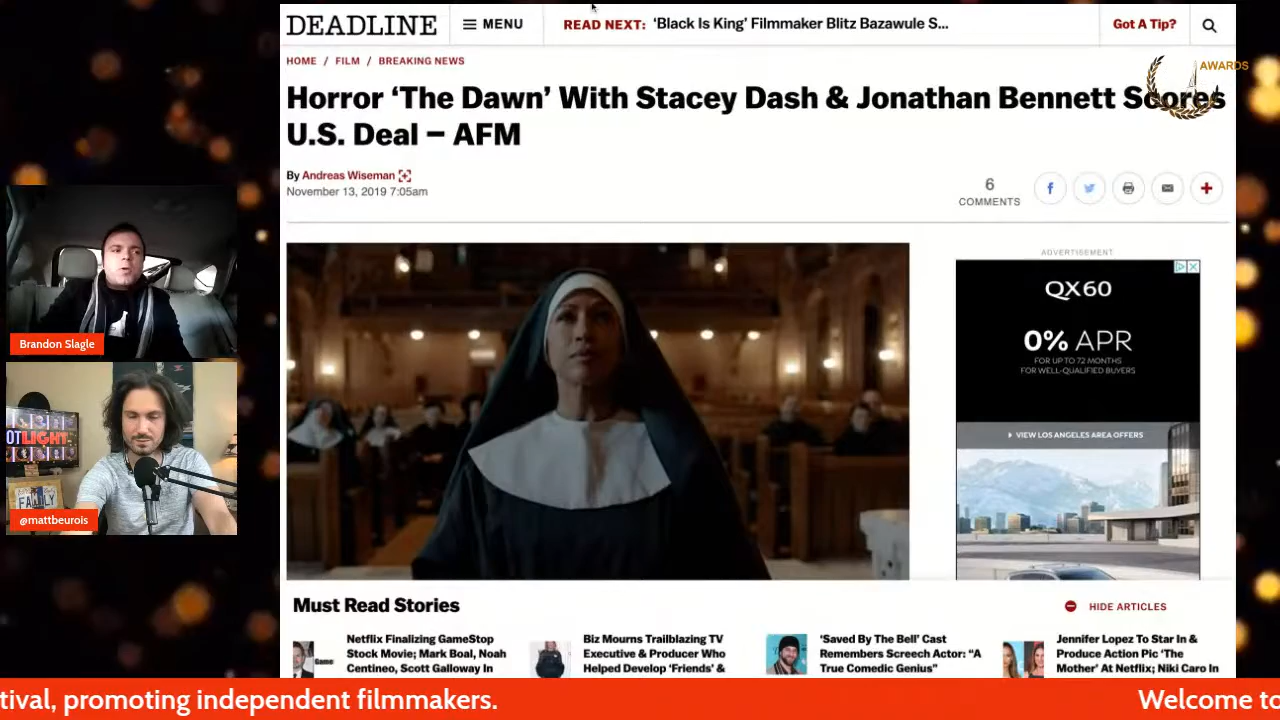 DEADLINE
MENU
READ NEXT: ‘Black Is King’ Filmmaker Blitz Bazawule S...
Got A Tip?
HOME / FILM / BREAKING NEWS
AWARDS
Horror ‘The Dawn’ With Stacey Dash & Jonathan Bennett Scores
U.S. Deal – AFM
By Andreas Wiseman
November 13, 2019 7:05am
6
COMMENTS
ADVERTISEMENT
QX60
0% APR
FOR UP TO 72 MONTHS
FOR WELL-QUALIFIED BUYERS
VIEW LOS ANGELES AREA OFFERS
Brandon Slagle
OTLIGHT
FAMILY
@mattbeurois
Must Read Stories
HIDE ARTICLES
Netflix Finalizing GameStop
Stock Movie; Mark Boal, Noah
Centineo, Scott Galloway In
Game
Biz Mourns Trailblazing TV
Executive & Producer Who
Helped Develop ‘Friends’ &
‘Saved By The Bell’ Cast
Remembers Screech Actor: “A
True Comedic Genius”
Jennifer Lopez To Star In &
Produce Action Pic ‘The
Mother’ At Netflix; Niki Caro In
tival, promoting independent filmmakers.
Welcome to